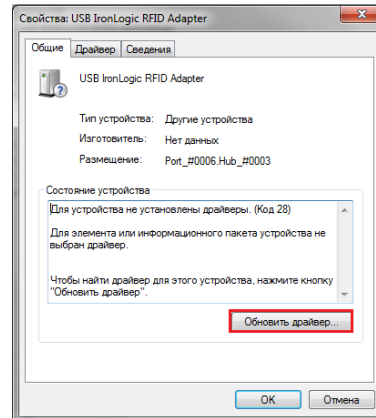 Свойства: USB IronLogic RFID Adapter
Общие Драйвер Сведения
USB IronLogic RFID Adapter
Тип устройства: Другие устройства
Изготовитель: Нет данных
Размещение: Port_#0006.Hub_#0003
Состояние устройства
Для устройства не установлены драйверы. (Код 28)
Для элемента или информационного пакета устройства не
выбран драйвер.
Чтобы найти драйвер для этого устройства, нажмите кнопку
"Обновить драйвер".
Обновить драйвер...
OK Отмена